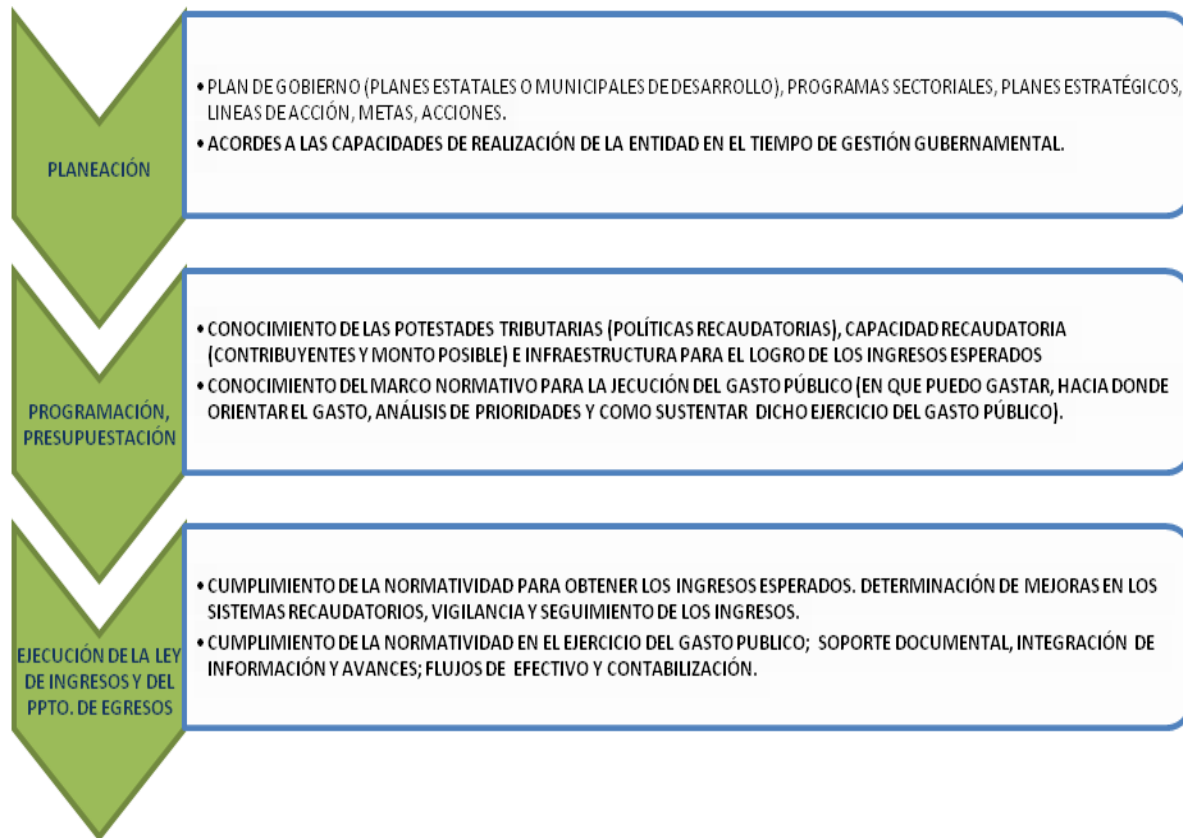 PLANEACIÓN
• PLAN DE GOBIERNO (PLANES ESTATALES O MUNICIPALES DE DESARROLLO), PROGRAMAS SECTORIALES, PLANES ESTRATÉGICOS,
LINEAS DE ACCIÓN, METAS, ACCIONES.
• ACORDES A LAS CAPACIDADES DE REALIZACIÓN DE LA ENTIDAD EN EL TIEMPO DE GESTIÓN GUBERNAMENTAL.
PROGRAMACIÓN,
PRESUPUESTACIÓN
• CONOCIMIENTO DE LAS POTESTADES TRIBUTARIAS (POLÍTICAS RECAUDATORIAS), CAPACIDAD RECAUDATORIA
(CONTRIBUYENTES Y MONTO POSIBLE) E INFRAESTRUCTURA PARA EL LOGRO DE LOS INGRESOS ESPERADOS
• CONOCIMIENTO DEL MARCO NORMATIVO PARA LA JECUCIÓN DEL GASTO PÚBLICO (EN QUE PUEDO GASTAR, HACIA DONDE
ORIENTAR EL GASTO, ANÁLISIS DE PRIORIDADES Y COMO SUSTENTAR DICHO EJERCICIO DEL GASTO PÚBLICO).
EJECUCIÓN DE LA LEY
DE INGRESOS Y DEL
PPTO. DE EGRESOS
• CUMPLIMIENTO DE LA NORMATIVIDAD PARA OBTENER LOS INGRESOS ESPERADOS. DETERMINACIÓN DE MEJORAS EN LOS
SISTEMAS RECAUDATORIOS, VIGILANCIA Y SEGUIMIENTO DE LOS INGRESOS.
• CUMPLIMIENTO DE LA NORMATIVIDAD EN EL EJERCICIO DEL GASTO PUBLICO; SOPORTE DOCUMENTAL, INTEGRACIÓN DE
INFORMACIÓN Y AVANCES; FLUJOS DE EFECTIVO Y CONTABILIZACIÓN.